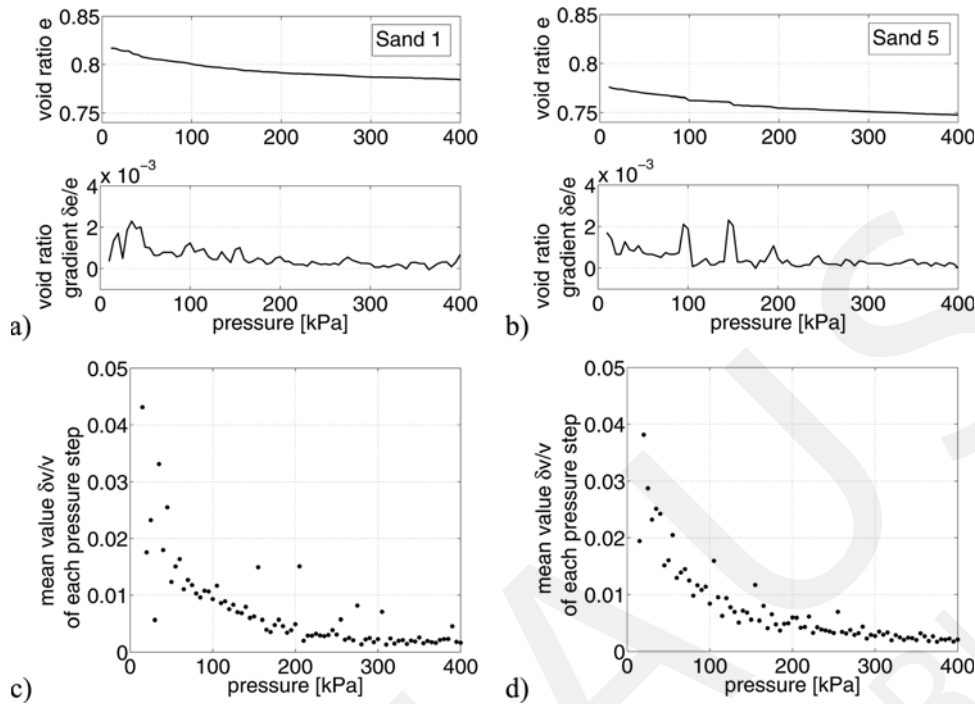 0.85
0.8
0.75
void ratio e
Sand 1
0 100 200 300 400
x 10⁻³
4
2
0
void ratio
gradient δe/e
0 100 200 300 400
pressure [kPa]
a)
0.85
0.8
0.75
void ratio e
Sand 5
0 100 200 300 400
x 10⁻³
4
2
0
void ratio
gradient δe/e
0 100 200 300 400
pressure [kPa]
b)
0.05
0.04
0.03
0.02
0.01
0
mean value δv/v
of each pressure step
0 100 200 300 400
pressure [kPa]
c)
0.05
0.04
0.03
0.02
0.01
0
mean value δv/v
of each pressure step
0 100 200 300 400
pressure [kPa]
d)